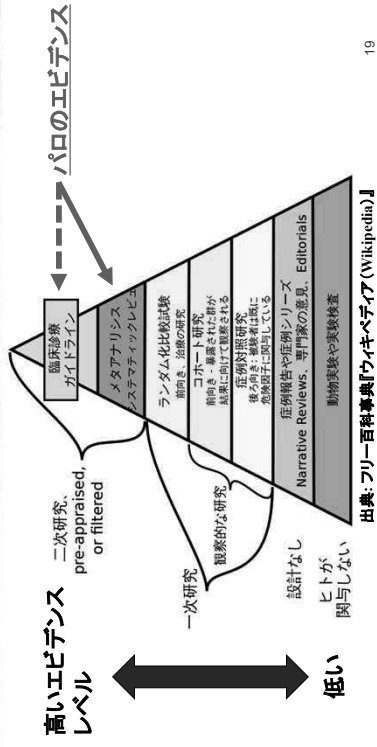 高いエビデンス
レベル
低い
二次研究、
pre-appraised,
or filtered
一次研究
観察的な研究
設計なし
ヒトが
関与しない
臨床診療
ガイドライン
メタアナリシス
システマティックレビュ
ランダム化比較試験
前向き、治療の研究
コホート研究
前向き - 暴露された群が
結果に向けて観察される
症例対照研究
後ろ向き: 被験者は既に
危険因子に関与している
症例報告や症例シリーズ
Narrative Reviews、専門家の意見、Editorials
動物実験や実験検査
パロのエビデンス
出典: フリー百科事典『ウィキペディア(Wikipedia)』
19